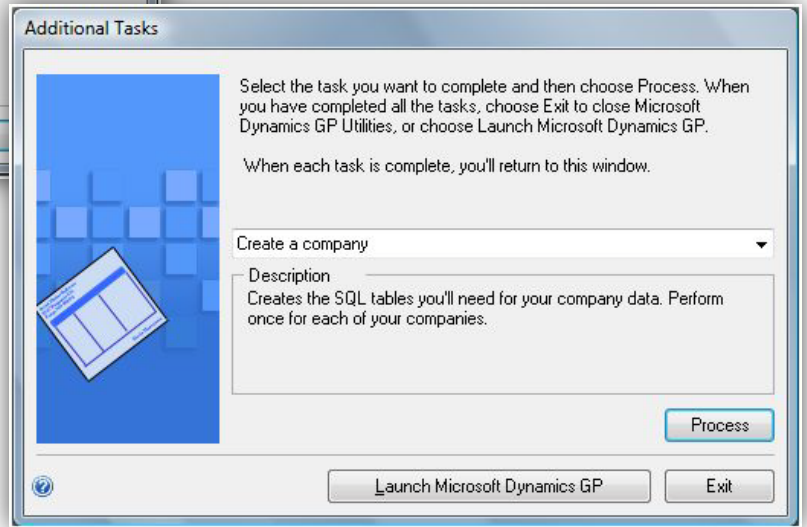 Additional Tasks
Select the task you want to complete and then choose Process. When
you have completed all the tasks, choose Exit to close Microsoft
Dynamics GP Utilities, or choose Launch Microsoft Dynamics GP.
When each task is complete, you'll return to this window.
Create a company
Description
Creates the SQL tables you'll need for your company data. Perform
once for each of your companies.
Process
Launch Microsoft Dynamics GP
Exit